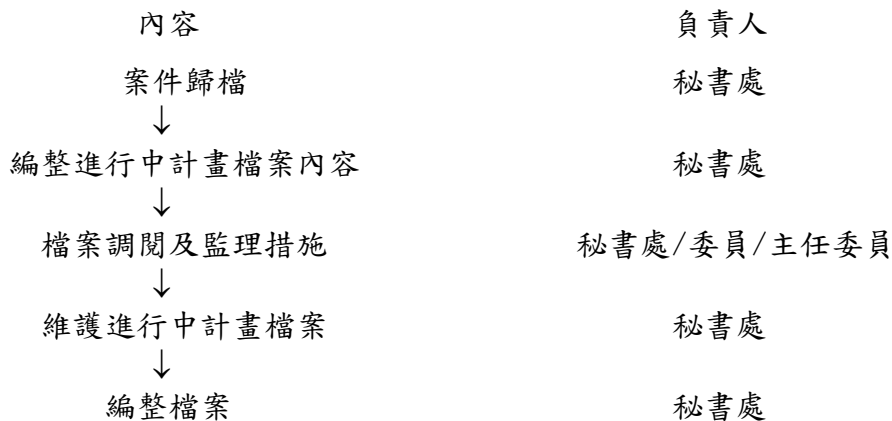 內容 負責人
案件歸檔 秘書處
↓
編整進行中計畫檔案內容 秘書處
↓
檔案調閱及監理措施 秘書處/委員/主任委員
↓
維護進行中計畫檔案 秘書處
↓
編整檔案 秘書處